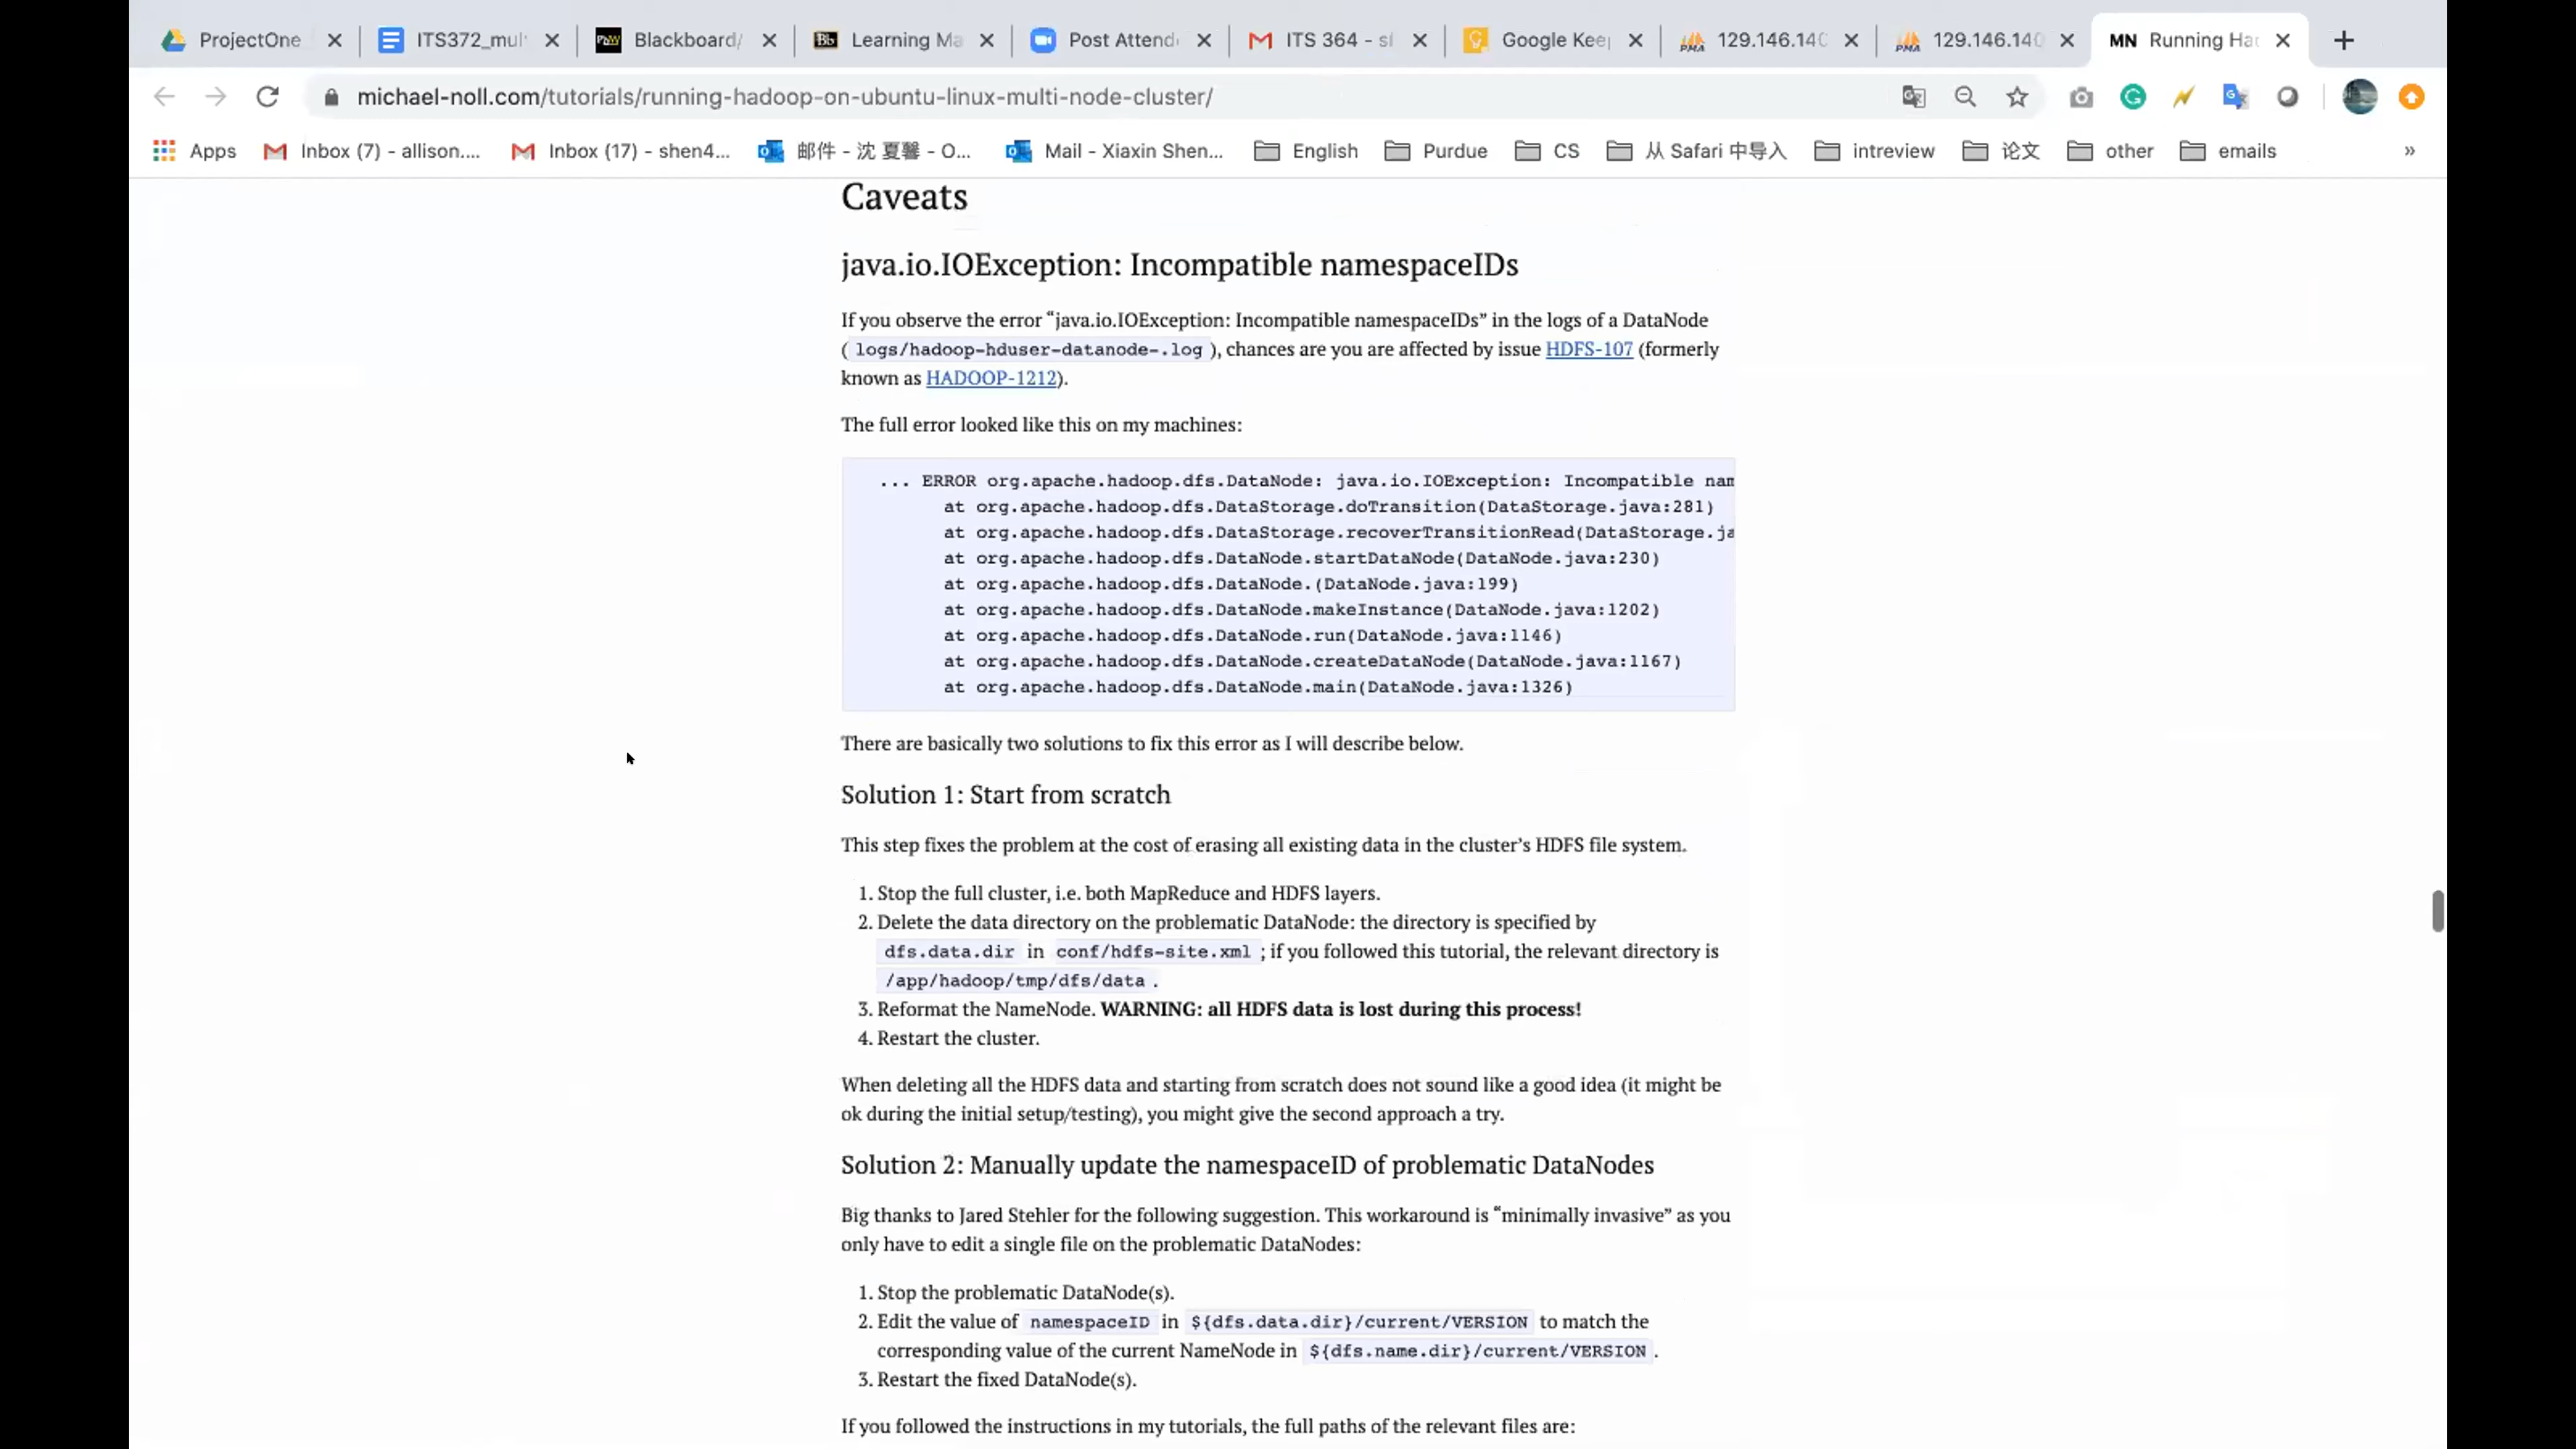 ProjectOne
ITS372_mul
Blackboard/
Learning Ma
Post Attend
ITS 364 - sl
Google Keep
129.146.140
129.146.140
MN Running Had
michael-noll.com/tutorials/running-hadoop-on-ubuntu-linux-multi-node-cluster/
Apps
Inbox (7) - allison....
Inbox (17) - shen4...
邮件 - 沈 夏馨 - O...
Mail - Xiaxin Shen...
English
Purdue
CS
从 Safari 中导入
intreview
论文
other
emails
»
Caveats
java.io.IOException: Incompatible namespaceIDs
If you observe the error “java.io.IOException: Incompatible namespaceIDs” in the logs of a DataNode
( logs/hadoop-hduser-datanode-.log ), chances are you are affected by issue HDFS-107 (formerly
known as HADOOP-1212).
The full error looked like this on my machines:
... ERROR org.apache.hadoop.dfs.DataNode: java.io.IOException: Incompatible nam
at org.apache.hadoop.dfs.DataStorage.doTransition(DataStorage.java:281)
at org.apache.hadoop.dfs.DataStorage.recoverTransitionRead(DataStorage.ja
at org.apache.hadoop.dfs.DataNode.startDataNode(DataNode.java:230)
at org.apache.hadoop.dfs.DataNode.(DataNode.java:199)
at org.apache.hadoop.dfs.DataNode.makeInstance(DataNode.java:1202)
at org.apache.hadoop.dfs.DataNode.run(DataNode.java:1146)
at org.apache.hadoop.dfs.DataNode.createDataNode(DataNode.java:1167)
at org.apache.hadoop.dfs.DataNode.main(DataNode.java:1326)
There are basically two solutions to fix this error as I will describe below.
Solution 1: Start from scratch
This step fixes the problem at the cost of erasing all existing data in the cluster’s HDFS file system.
1. Stop the full cluster, i.e. both MapReduce and HDFS layers.
2. Delete the data directory on the problematic DataNode: the directory is specified by
dfs.data.dir in conf/hdfs-site.xml ; if you followed this tutorial, the relevant directory is
/app/hadoop/tmp/dfs/data .
3. Reformat the NameNode. WARNING: all HDFS data is lost during this process!
4. Restart the cluster.
When deleting all the HDFS data and starting from scratch does not sound like a good idea (it might be
ok during the initial setup/testing), you might give the second approach a try.
Solution 2: Manually update the namespaceID of problematic DataNodes
Big thanks to Jared Stehler for the following suggestion. This workaround is “minimally invasive” as you
only have to edit a single file on the problematic DataNodes:
1. Stop the problematic DataNode(s).
2. Edit the value of namespaceID in ${dfs.data.dir}/current/VERSION to match the
corresponding value of the current NameNode in ${dfs.name.dir}/current/VERSION .
3. Restart the fixed DataNode(s).
If you followed the instructions in my tutorials, the full paths of the relevant files are: